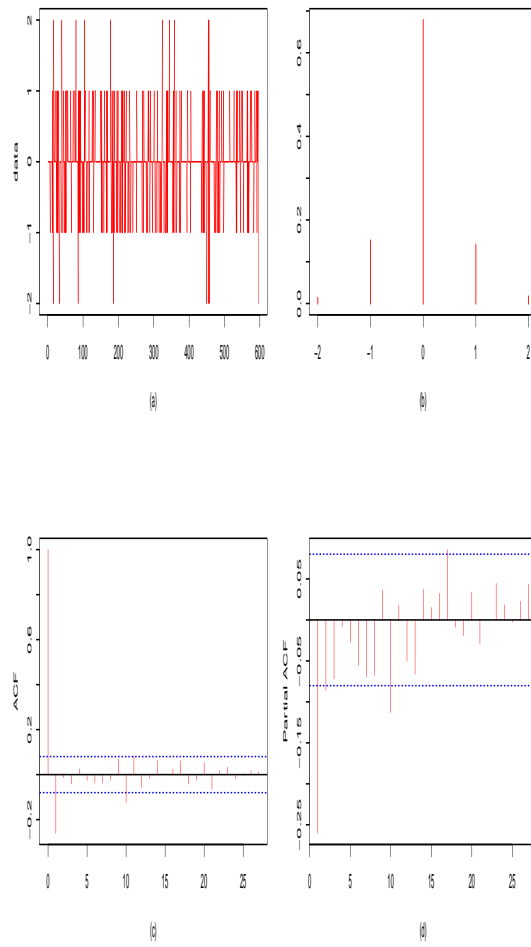 data
−2 −1 0 1 2
0 100 200 300 400 500 600
(a)
0.0 0.2 0.4 0.6
−2 −1 0 1 2
(b)
ACF
−0.2 0.2 0.6 1.0
0 5 10 15 20 25
(c)
Partial ACF
−0.25 −0.15 −0.05 0.05
0 5 10 15 20 25
(d)